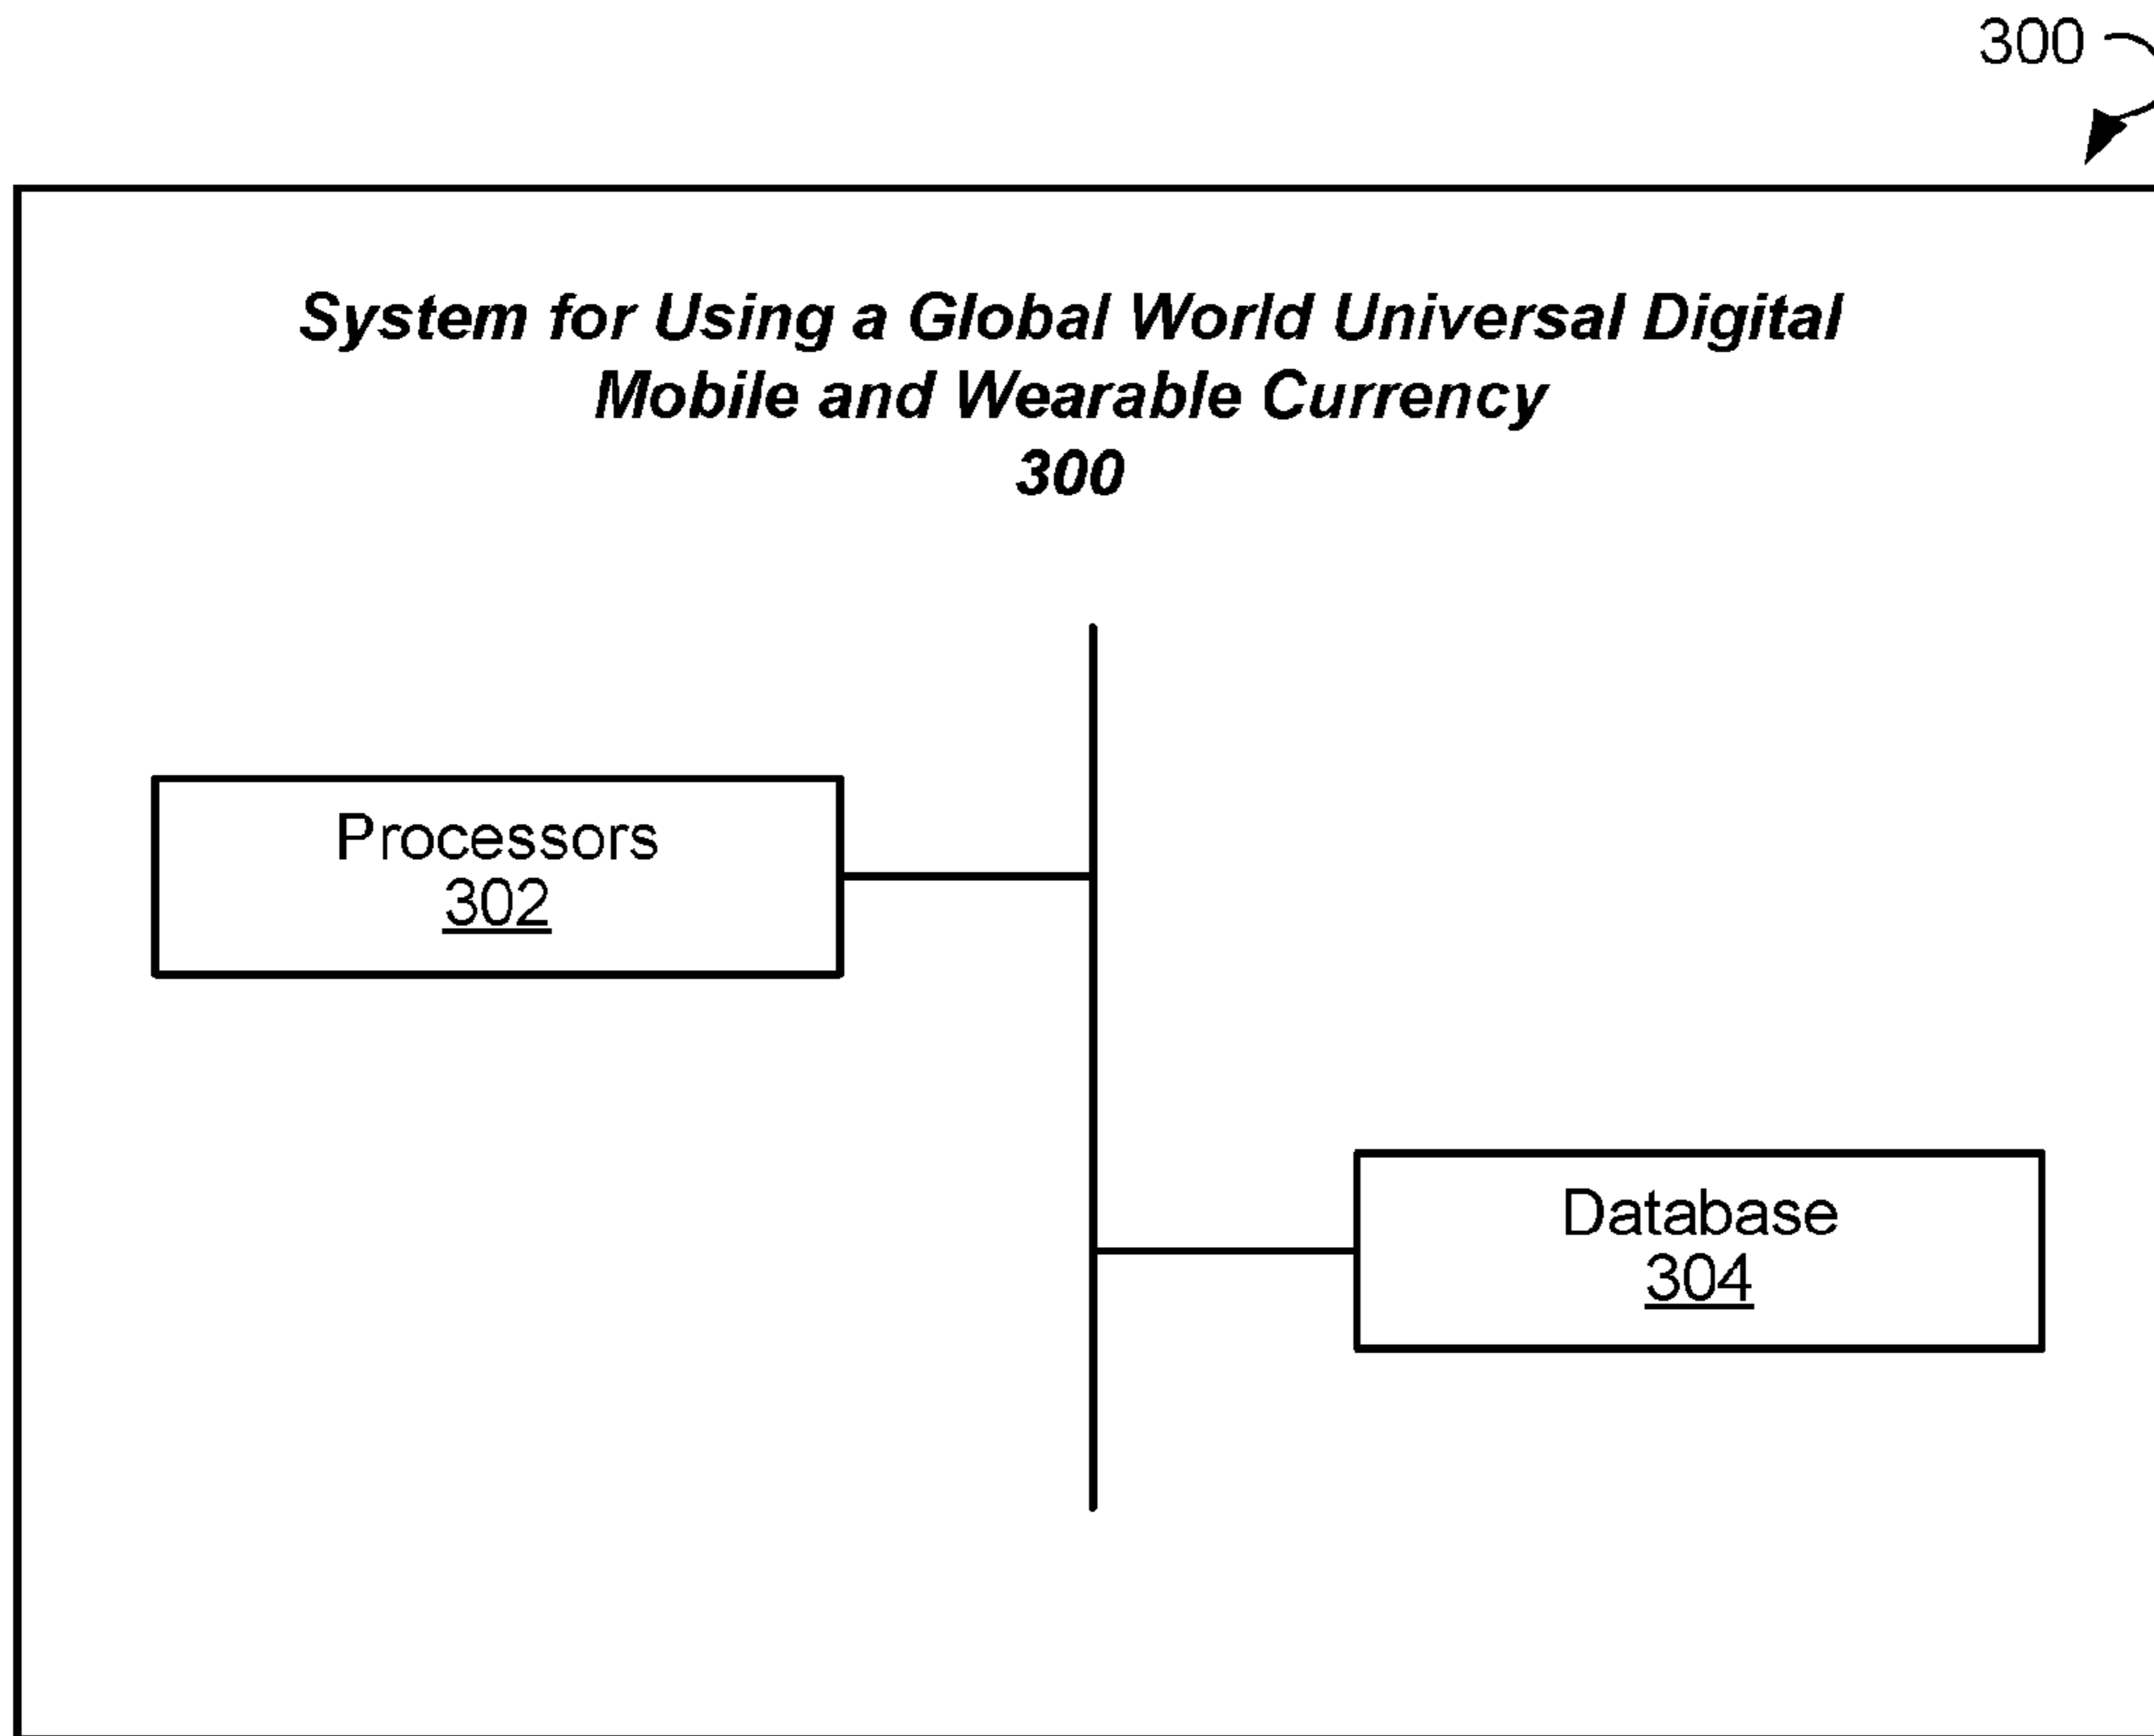 300
System for Using a Global World Universal Digital
Mobile and Wearable Currency
300
Processors
302
Database
304